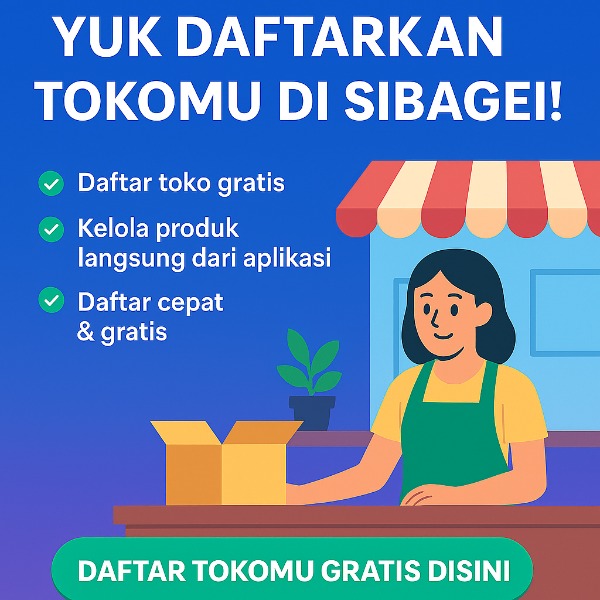 YUK DAFTARKAN
TOKOMU DI SIBAGEI!
Daftar toko gratis
Kelola produk
langsung dari aplikasi
Daftar cepat
& gratis
DAFTAR TOKOMU GRATIS DISINI